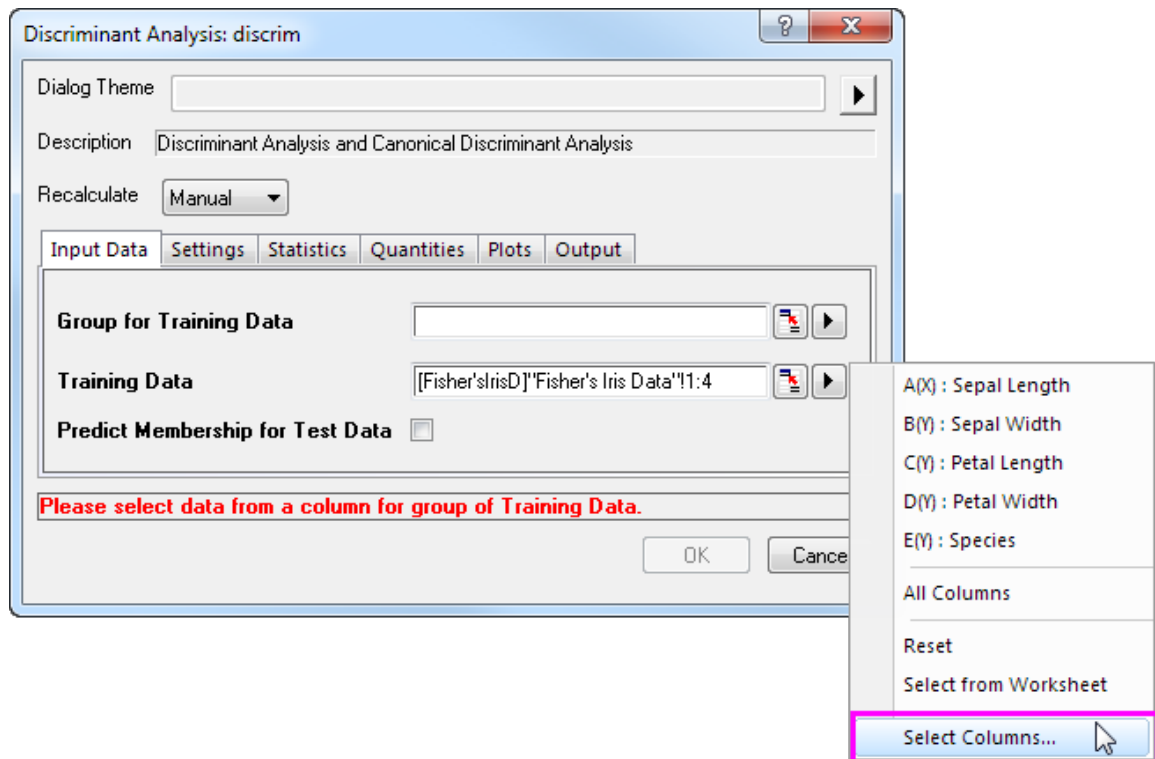 Discriminant Analysis: discrim
Dialog Theme
Description Discriminant Analysis and Canonical Discriminant Analysis
Recalculate Manual
Input Data Settings Statistics Quantities Plots Output
Group for Training Data
Training Data [Fisher'sIrisD]"Fisher's Iris Data"!1:4
Predict Membership for Test Data
Please select data from a column for group of Training Data.
OK Cance
A(X) : Sepal Length
B(Y) : Sepal Width
C(Y) : Petal Length
D(Y) : Petal Width
E(Y) : Species
All Columns
Reset
Select from Worksheet
Select Columns...